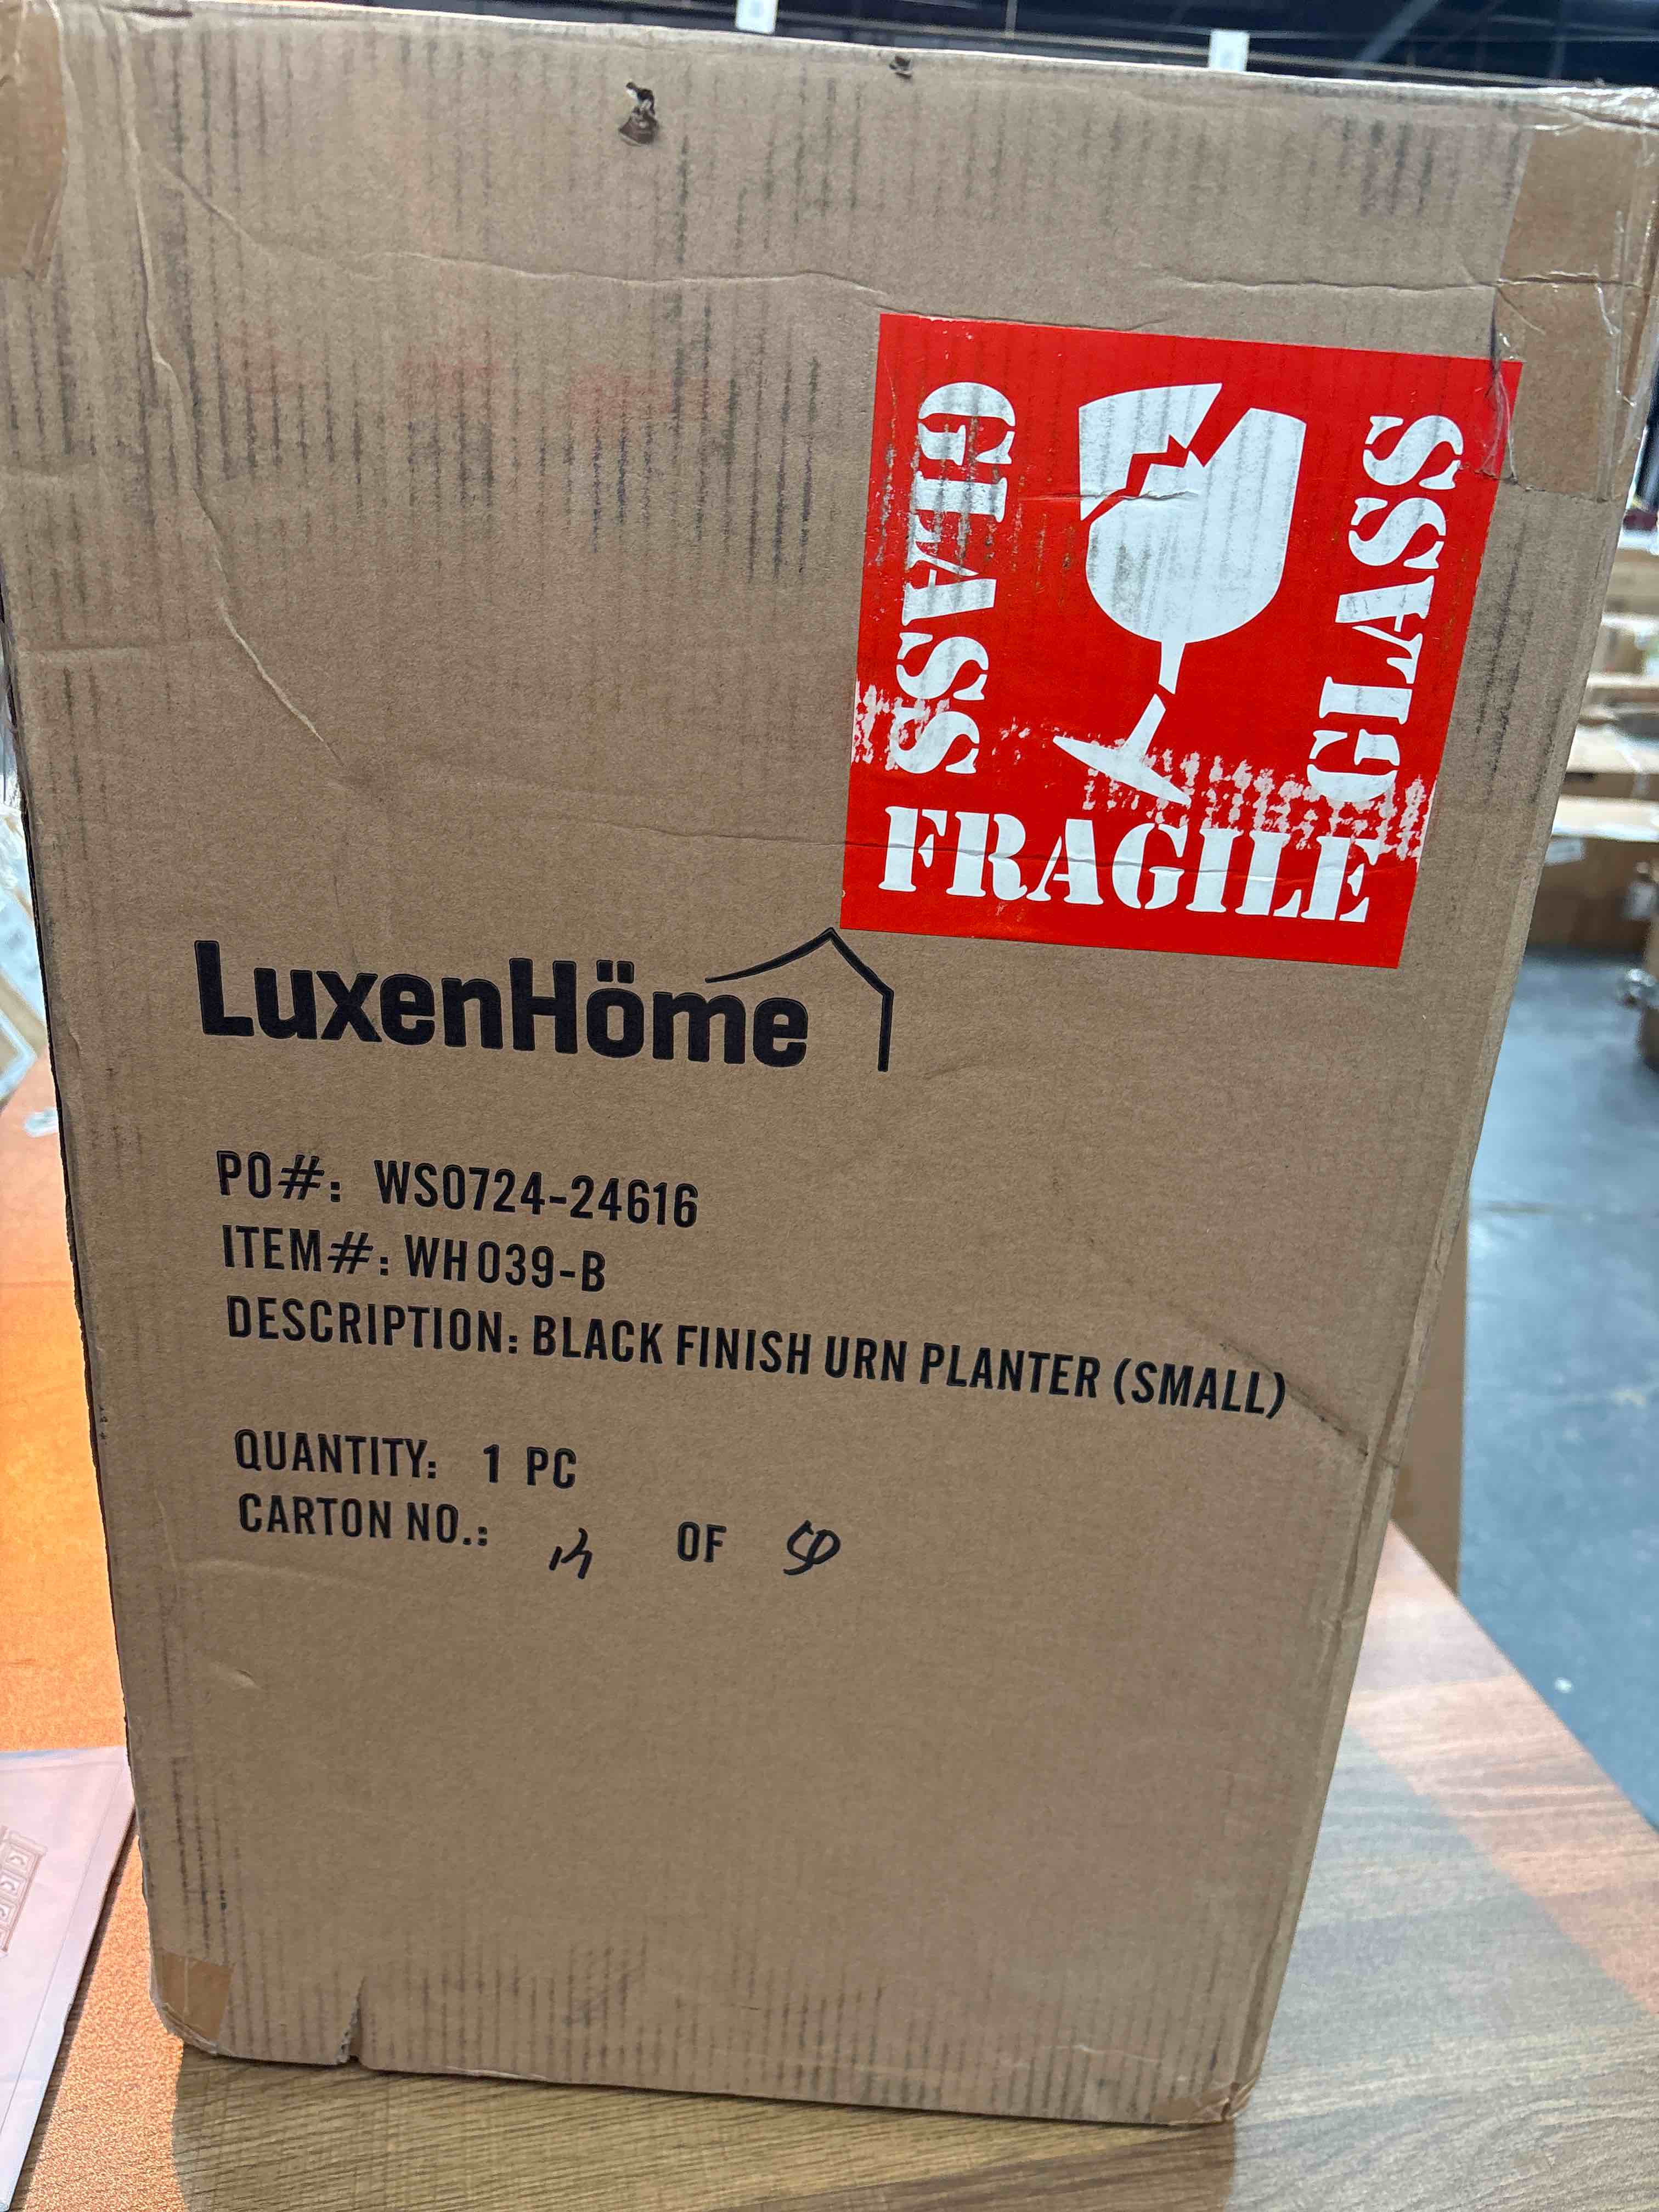 GLASS
GLASS
FRAGILE
LuxenHöme
PO#: WS0724-24616
ITEM#: WH039-B
DESCRIPTION: BLACK FINISH URN PLANTER (SMALL)
QUANTITY: 1 PC
CARTON NO.: OF